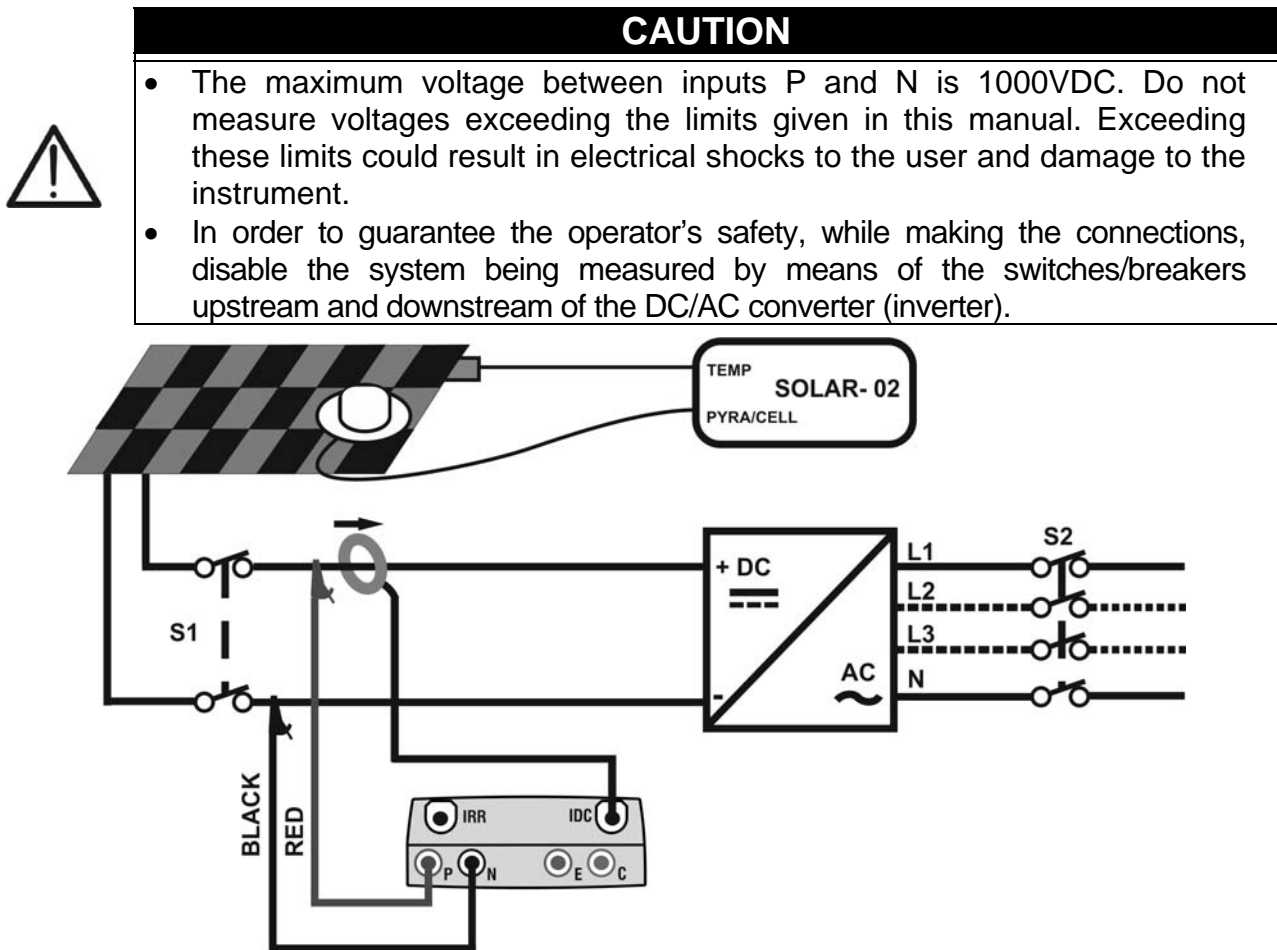 CAUTION
• The maximum voltage between inputs P and N is 1000VDC. Do not
measure voltages exceeding the limits given in this manual. Exceeding
these limits could result in electrical shocks to the user and damage to the
instrument.
• In order to guarantee the operator's safety, while making the connections,
disable the system being measured by means of the switches/breakers
upstream and downstream of the DC/AC converter (inverter).
TEMP
SOLAR- 02
PYRA/CELL
S1
+ DC
-
AC
L1
L2
L3
N
S2
BLACK
RED
IRR
IDC
P
N
E
C